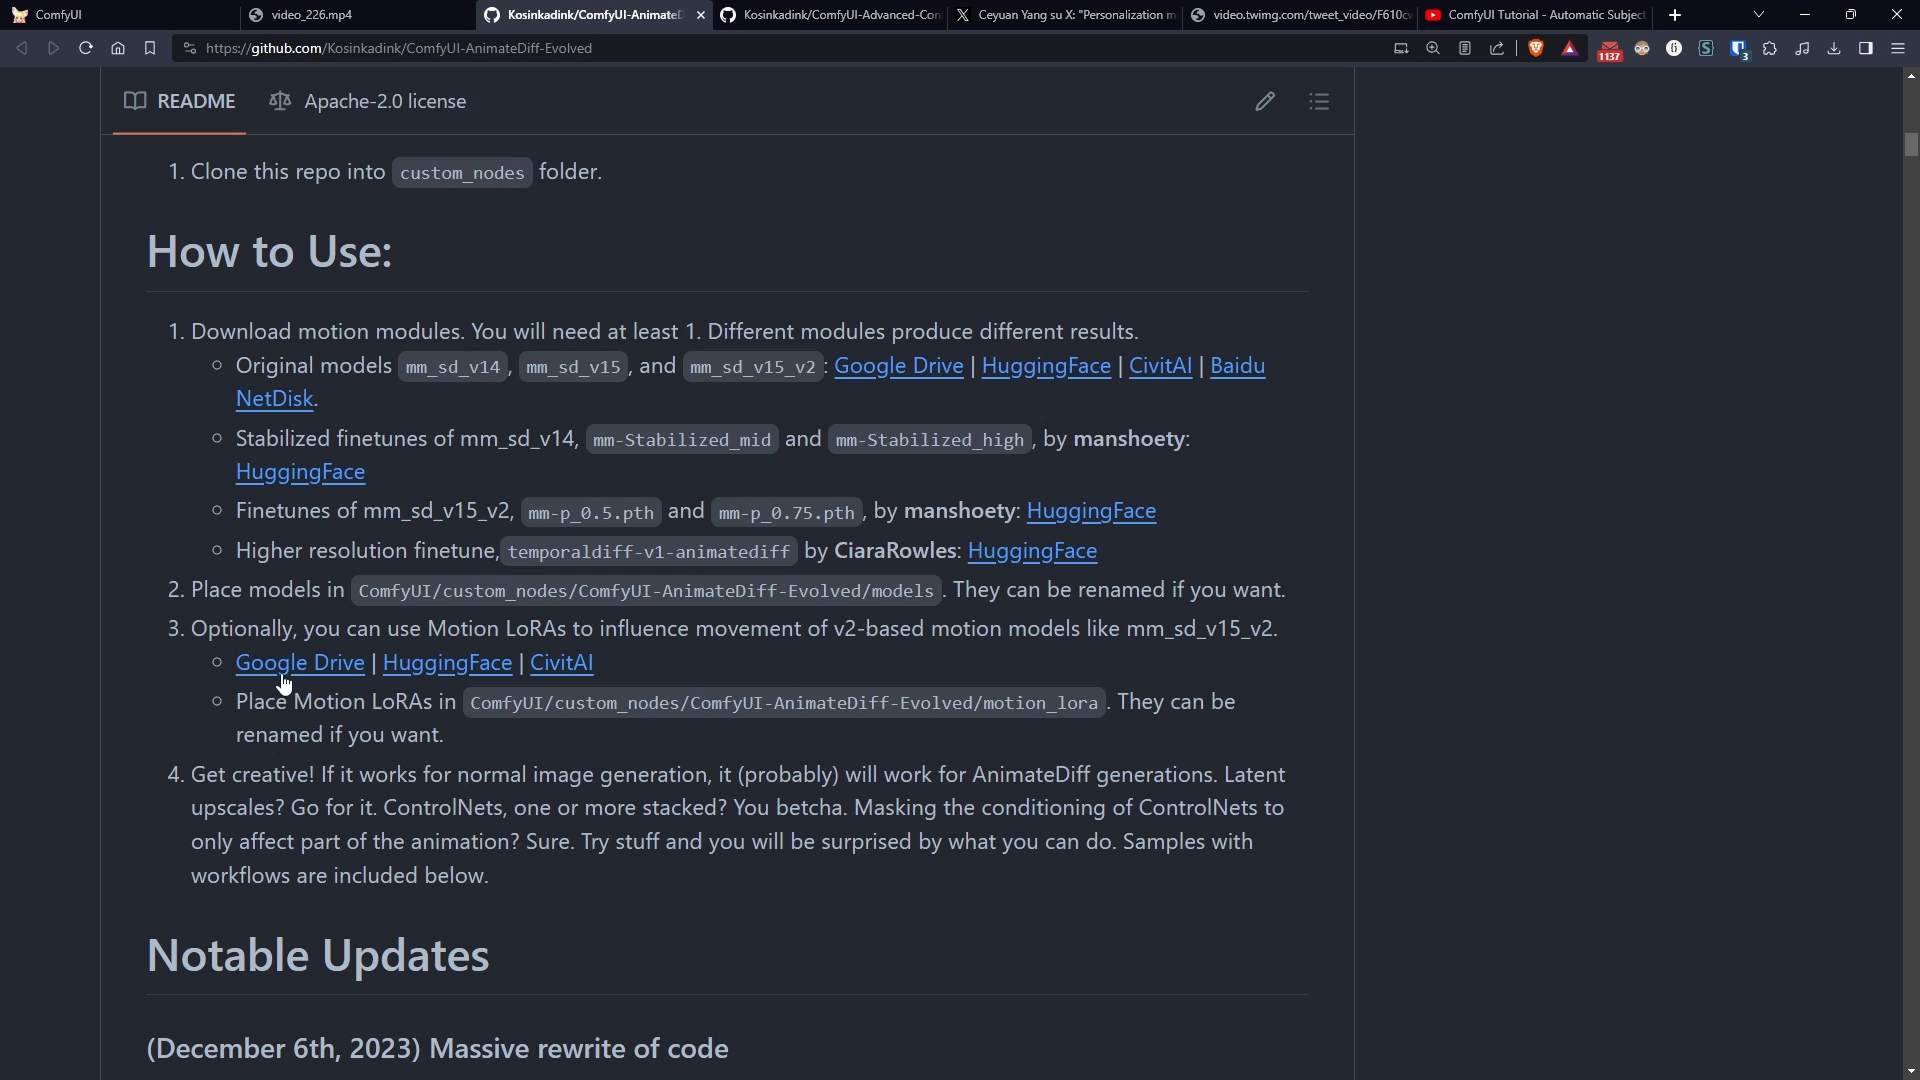 ComfyUI
video_226.mp4
Kosinkadink/ComfyUI-AnimateD
Kosinkadink/ComfyUI-Advanced-Con
Ceyuan Yang su X: "Personalization m
video.twimg.com/tweet_video/F610c
ComfyUI Tutorial - Automatic Subject
https://github.com/Kosinkadink/ComfyUI-AnimateDiff-Evolved
1137
3
README
Apache-2.0 license
1. Clone this repo into custom_nodes folder.
How to Use:
1. Download motion modules. You will need at least 1. Different modules produce different results.
Original models mm_sd_v14, mm_sd_v15, and mm_sd_v15_v2: Google Drive | HuggingFace | CivitAI | Baidu
NetDisk.
Stabilized finetunes of mm_sd_v14, mm-Stabilized_mid and mm-Stabilized_high, by manshoety:
HuggingFace
Finetunes of mm_sd_v15_v2, mm-p_0.5.pth and mm-p_0.75.pth, by manshoety: HuggingFace
Higher resolution finetune, temporaldiff-v1-animatediff by CiaraRowles: HuggingFace
2. Place models in ComfyUI/custom_nodes/ComfyUI-AnimateDiff-Evolved/models. They can be renamed if you want.
3. Optionally, you can use Motion LoRAs to influence movement of v2-based motion models like mm_sd_v15_v2.
Google Drive | HuggingFace | CivitAI
Place Motion LoRAs in ComfyUI/custom_nodes/ComfyUI-AnimateDiff-Evolved/motion_lora. They can be
renamed if you want.
4. Get creative! If it works for normal image generation, it (probably) will work for AnimateDiff generations. Latent
upscales? Go for it. ControlNets, one or more stacked? You betcha. Masking the conditioning of ControlNets to
only affect part of the animation? Sure. Try stuff and you will be surprised by what you can do. Samples with
workflows are included below.
Notable Updates
(December 6th, 2023) Massive rewrite of code